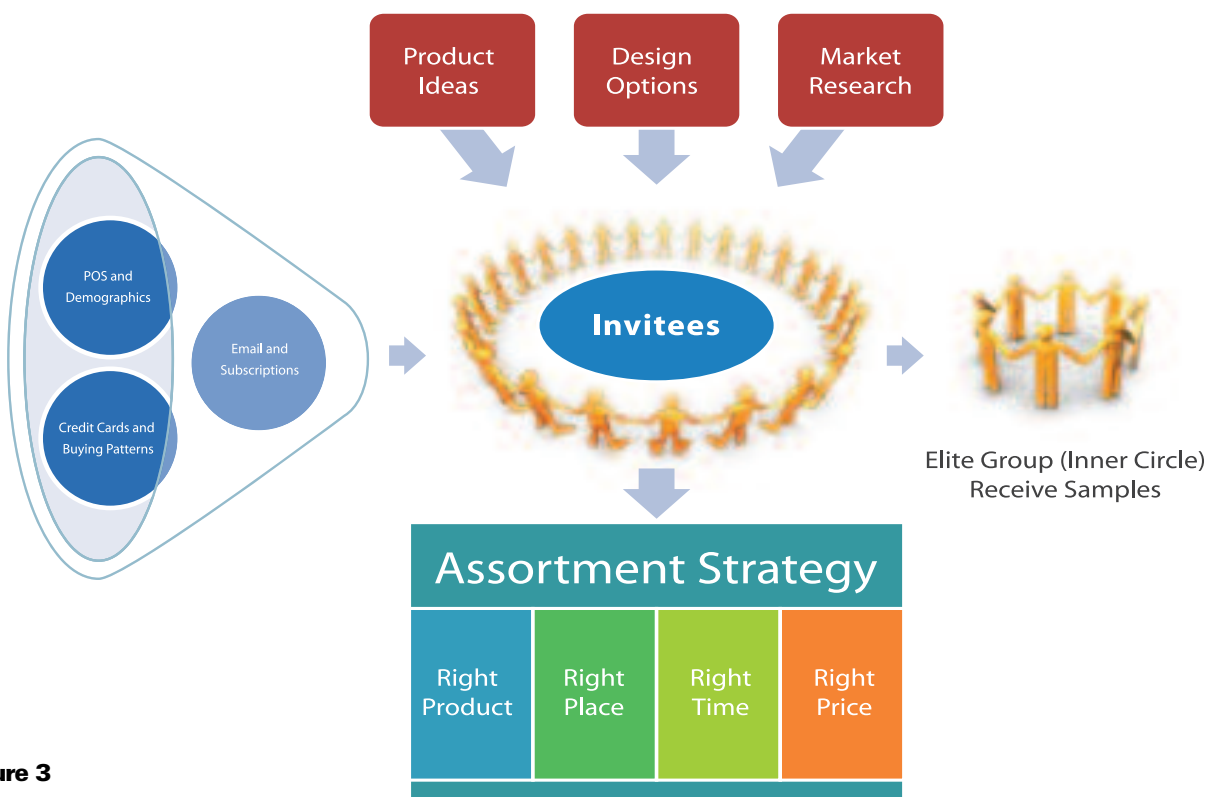 Product
Ideas
Design
Options
Market
Research
POS and
Demographics
Email and
Subscriptions
Credit Cards and
Buying Patterns
Invitees
Elite Group (Inner Circle)
Receive Samples
Assortment Strategy
Right
Product
Right
Place
Right
Time
Right
Price
ure 3